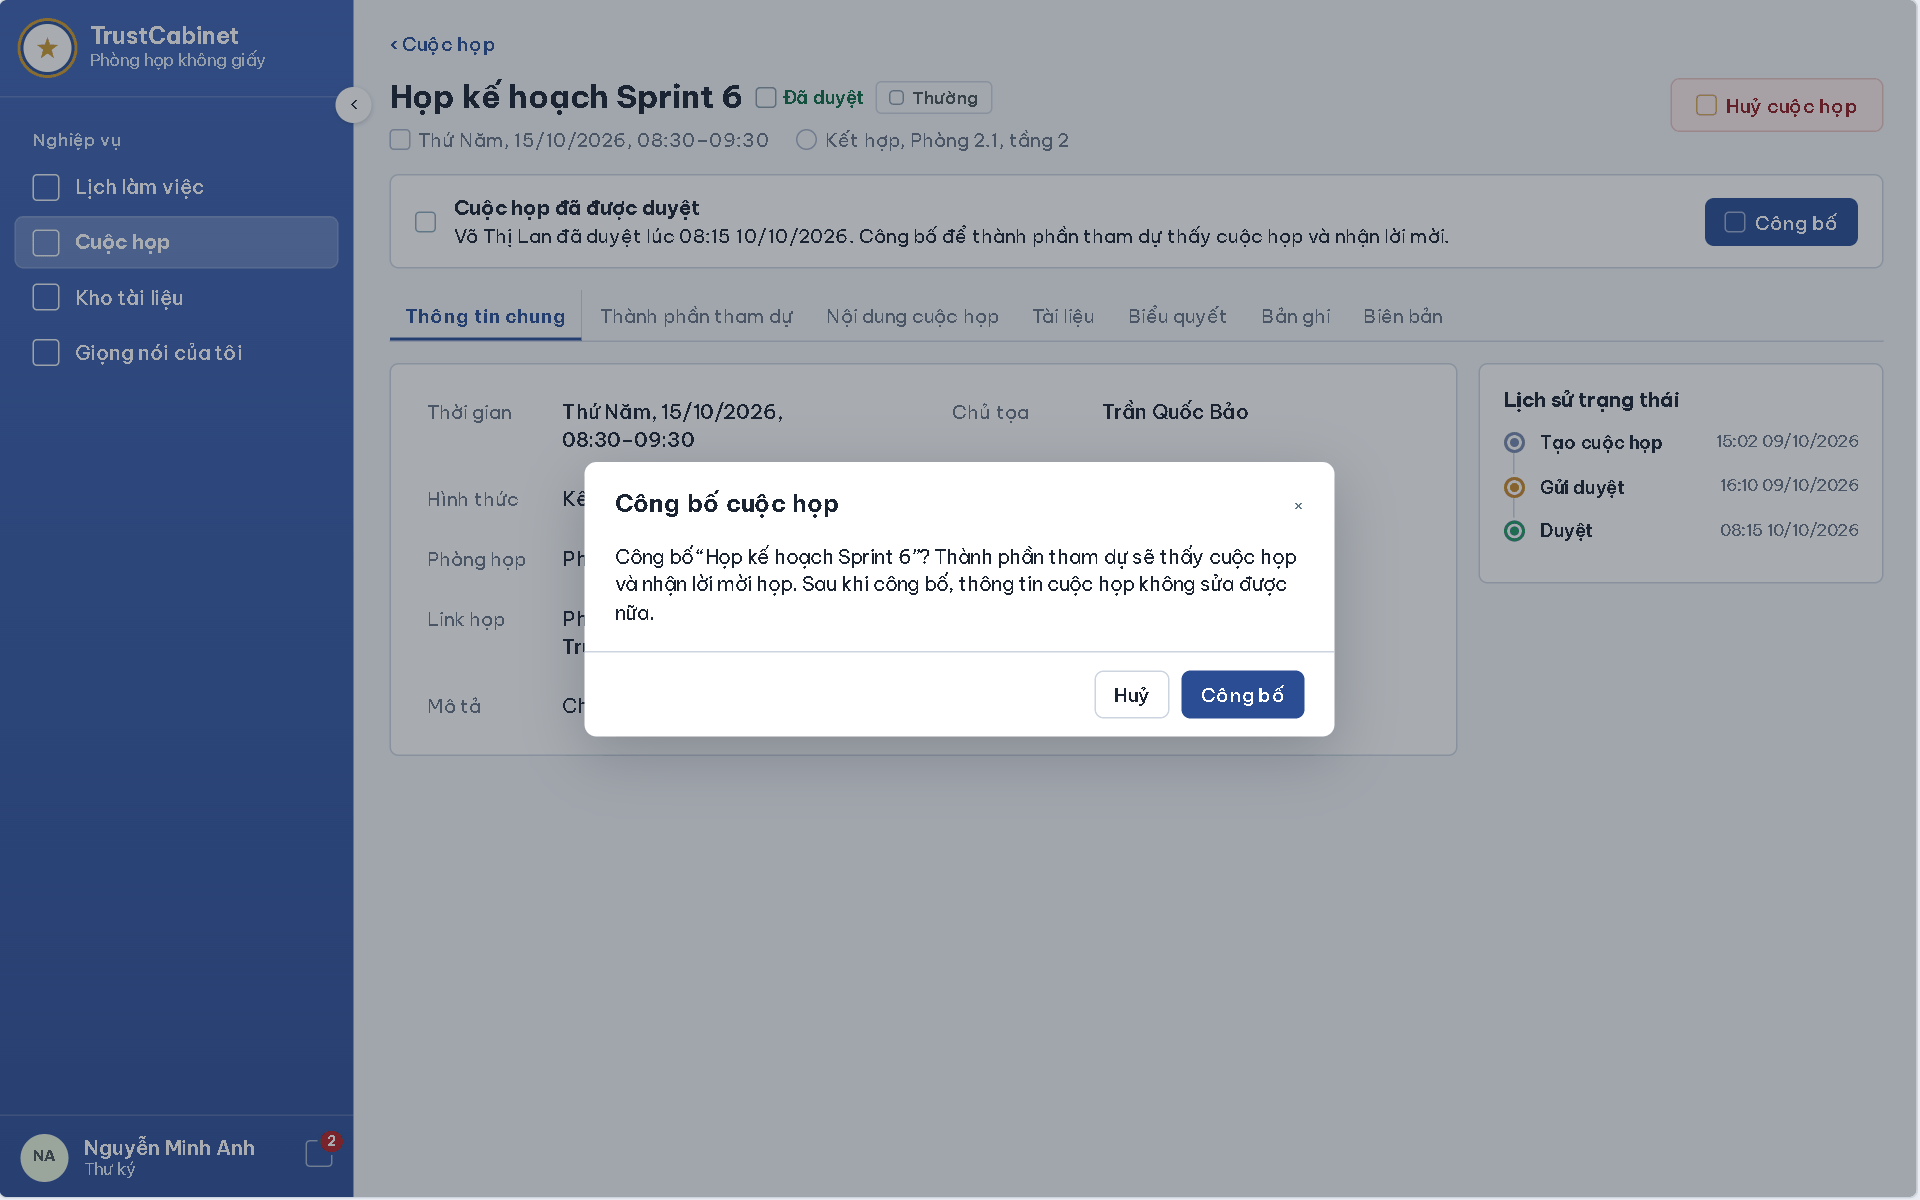 TrustCabinet
Phòng họp không giấy
Nghiệp vụ
Lịch làm việc
Cuộc họp
Kho tài liệu
Giọng nói của tôi
Nguyễn Minh Anh
Thư ký
NA
2
‹ Cuộc họp
Họp kế hoạch Sprint 6
Đã duyệt
Thường
Huỷ cuộc họp
Thứ Năm, 15/10/2026, 08:30–09:30
Kết hợp, Phòng 2.1, tầng 2
Cuộc họp đã được duyệt
Võ Thị Lan đã duyệt lúc 08:15 10/10/2026. Công bố để thành phần tham dự thấy cuộc họp và nhận lời mời.
Công bố
Thông tin chung
Thành phần tham dự
Nội dung cuộc họp
Tài liệu
Biểu quyết
Bản ghi
Biên bản
Thời gian
Thứ Năm, 15/10/2026,
08:30–09:30
Chủ tọa
Trần Quốc Bảo
Hình thức
Phòng họp
Link họp
Mô tả
Lịch sử trạng thái
Tạo cuộc họp
15:02 09/10/2026
Gửi duyệt
16:10 09/10/2026
Duyệt
08:15 10/10/2026
Công bố cuộc họp
×
Công bố “Họp kế hoạch Sprint 6”? Thành phần tham dự sẽ thấy cuộc họp
và nhận lời mời họp. Sau khi công bố, thông tin cuộc họp không sửa được
nữa.
Huỷ
Công bố